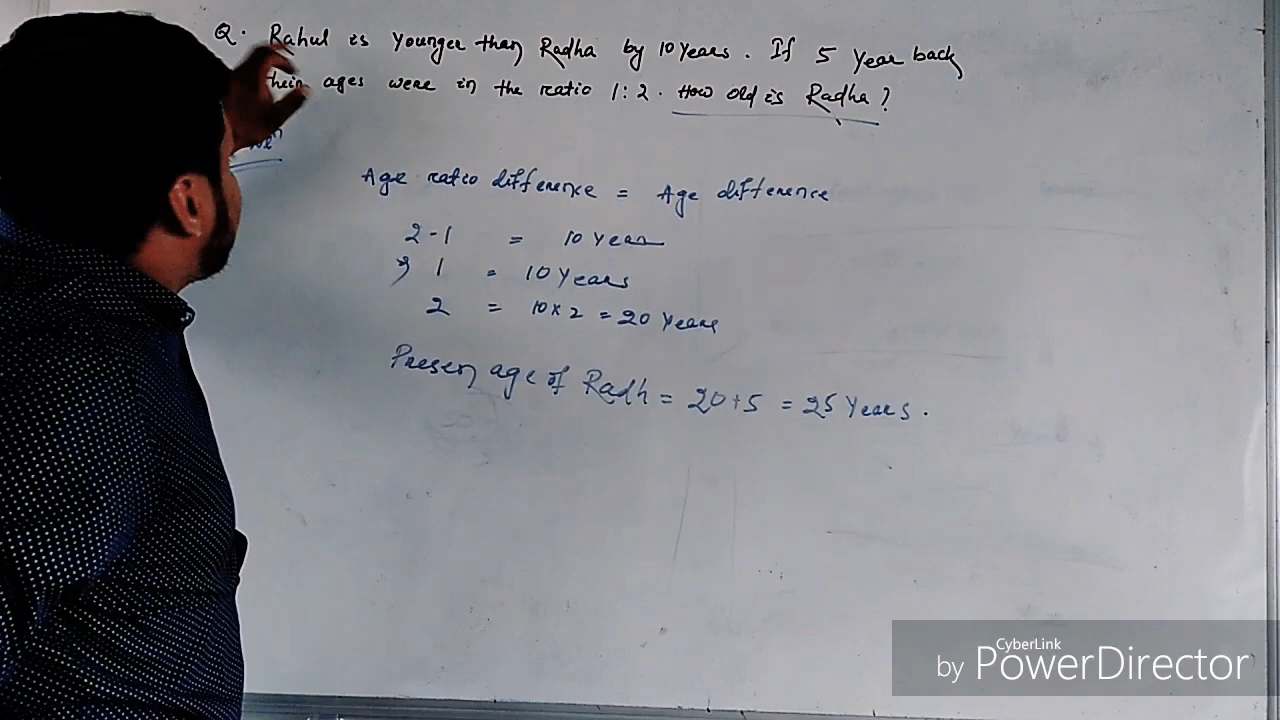 Q. Rahul is Younger than Radha by 10 Years. If 5 Year back
their ages were in the ratio 1:2. How old is Radha?
Age ratio difference = Age difference
2-1 = 10 Year
1 = 10 Years
2 = 10 x 2 = 20 Years
Presen age of Radh = 20+5 = 25 Years.
CyberLink
by PowerDirector